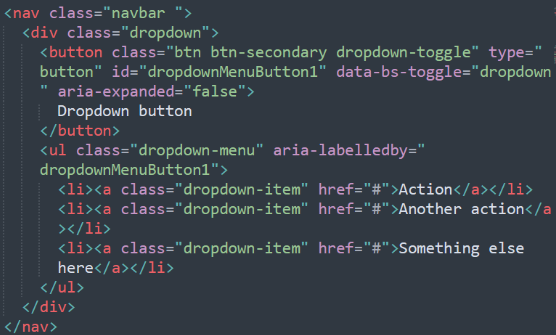 <nav class="navbar ">
<div class="dropdown">
<button class="btn btn-secondary dropdown-toggle" type="
button" id="dropdownMenuButton1" data-bs-toggle="dropdown
" aria-expanded="false">
Dropdown button
</button>
<ul class="dropdown-menu" aria-labelledby="
dropdownMenuButton1">
<li><a class="dropdown-item" href="#">Action</a></li>
<li><a class="dropdown-item" href="#">Another action</a
></li>
<li><a class="dropdown-item" href="#">Something else
here</a></li>
</ul>
</div>
</nav>